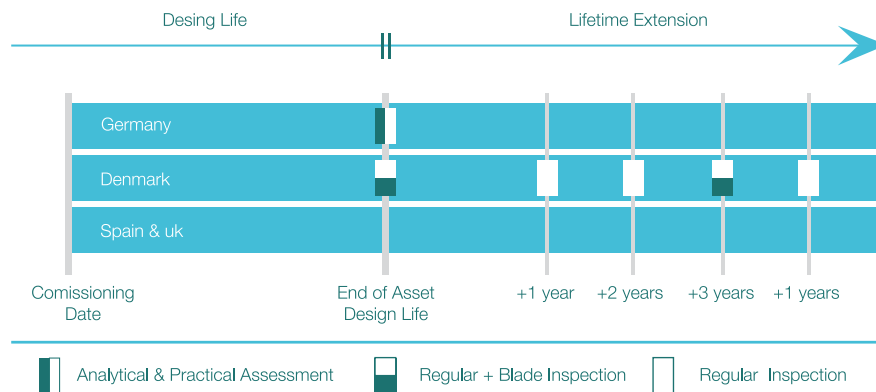 Desing Life
Lifetime Extension
Germany
Denmark
Spain & uk
Comissioning
Date
End of Asset
Design Life
+1 year
+2 years
+3 years
+1 years
Analytical & Practical Assessment
Regular + Blade Inspection
Regular Inspection